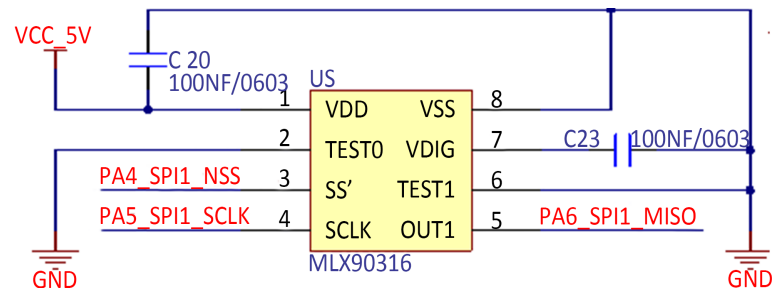 VCC_5V
C 20
100NF/0603
US
1 VDD VSS 8
2 TEST0 VDIG 7 C23 100NF/0603
PA4_SPI1_NSS 3 SS' TEST1 6
PA5_SPI1_SCLK 4 SCLK OUT1 5 PA6_SPI1_MISO
MLX90316
GND GND